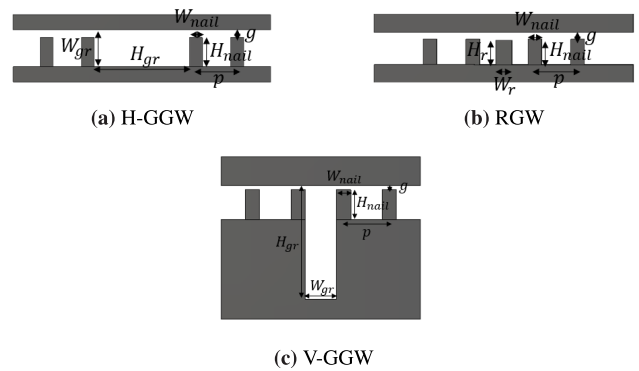 W_nail g W_nail g
W_gr H_gr H_nail H_r H_nail
p W_r p
(a) H-GGW (b) RGW
W_nail g
H_nail
p
H_gr
W_gr
(c) V-GGW